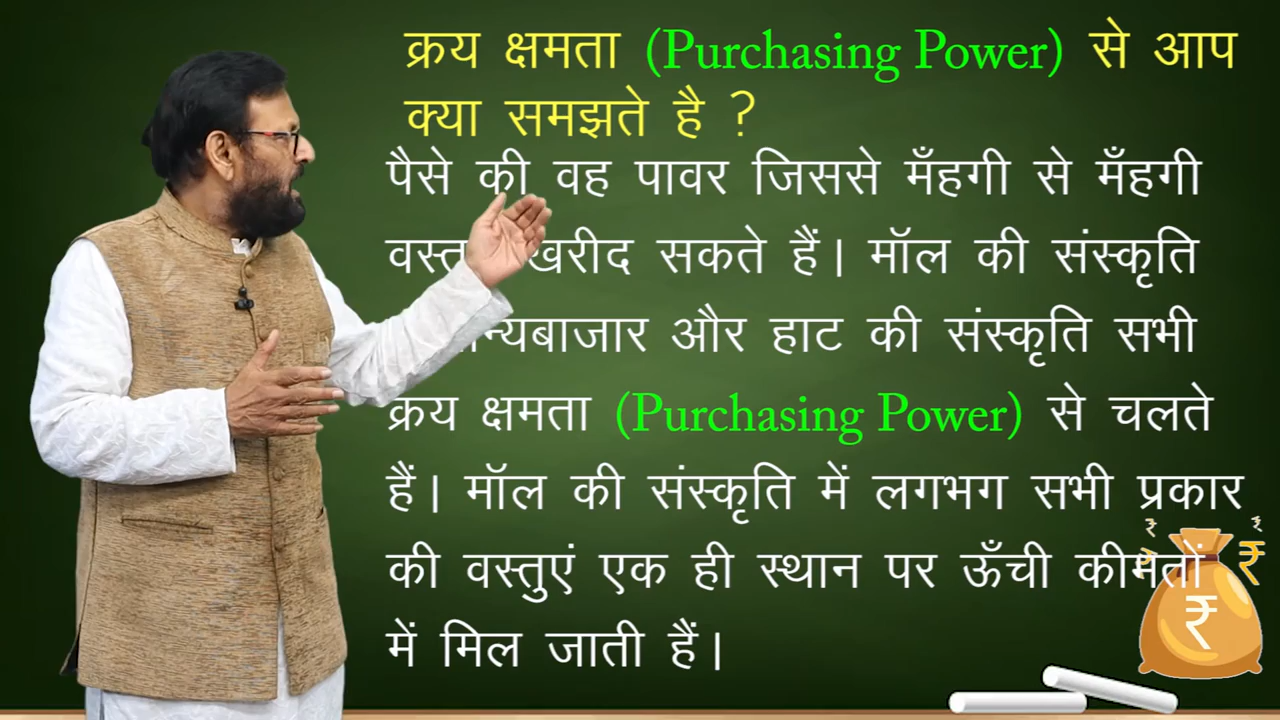 क्रय क्षमता (Purchasing Power) से आप
क्या समझते है ?
पैसे की वह पावर जिससे मँहगी से मँहगी
खरीद सकते हैं। मॉल की संस्कृति
और हाट की संस्कृति सभी
क्रय क्षमता (Purchasing Power) से चलते
हैं। मॉल की संस्कृति में लगभग सभी प्रकार
की वस्तुएं एक ही स्थान पर ऊँची कीमतों
में मिल जाती हैं।
₹ ₹
₹ ₹
₹